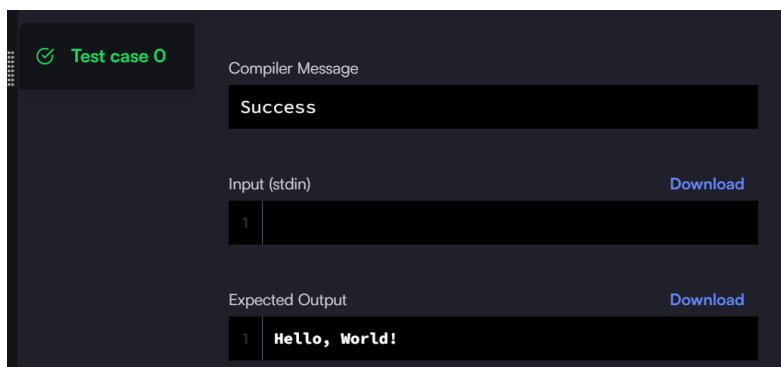 Test case 0
Compiler Message
Success
Input (stdin) Download
1
Expected Output Download
1 Hello, World!